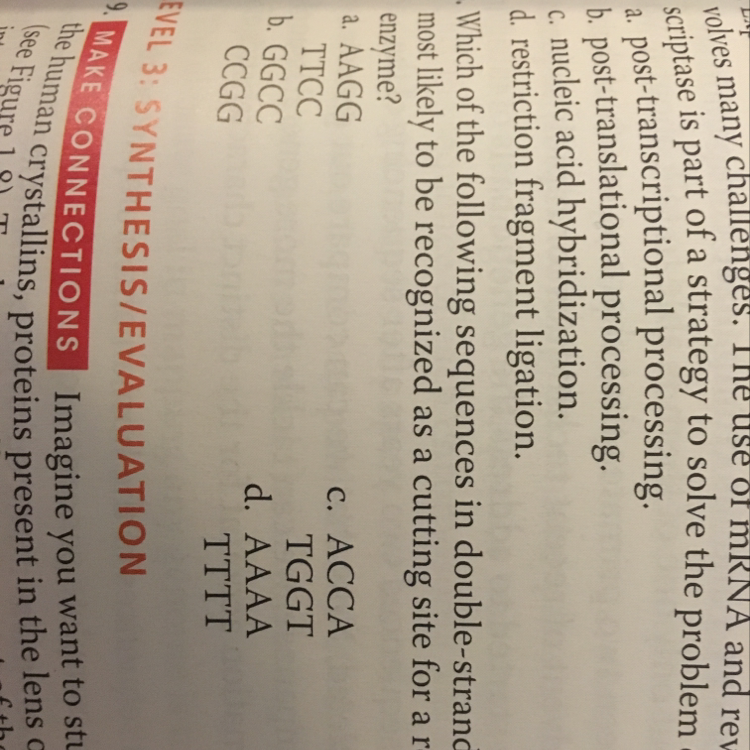 volves many challenges. The use of mRNA and rev
scriptase is part of a strategy to solve the problem
a. post-transcriptional processing.
b. post-translational processing.
c. nucleic acid hybridization.
d. restriction fragment ligation.
. Which of the following sequences in double-strand
most likely to be recognized as a cutting site for a r
enzyme?
a. AAGG
TTCC
b. GGCC
CCGG
c. ACCA
TGGT
d. AAAA
TTTT
EVEL 3: SYNTHESIS/EVALUATION
9. MAKE CONNECTIONS Imagine you want to stu
the human crystallins, proteins present in the lens o
(see Figure 1.8). T